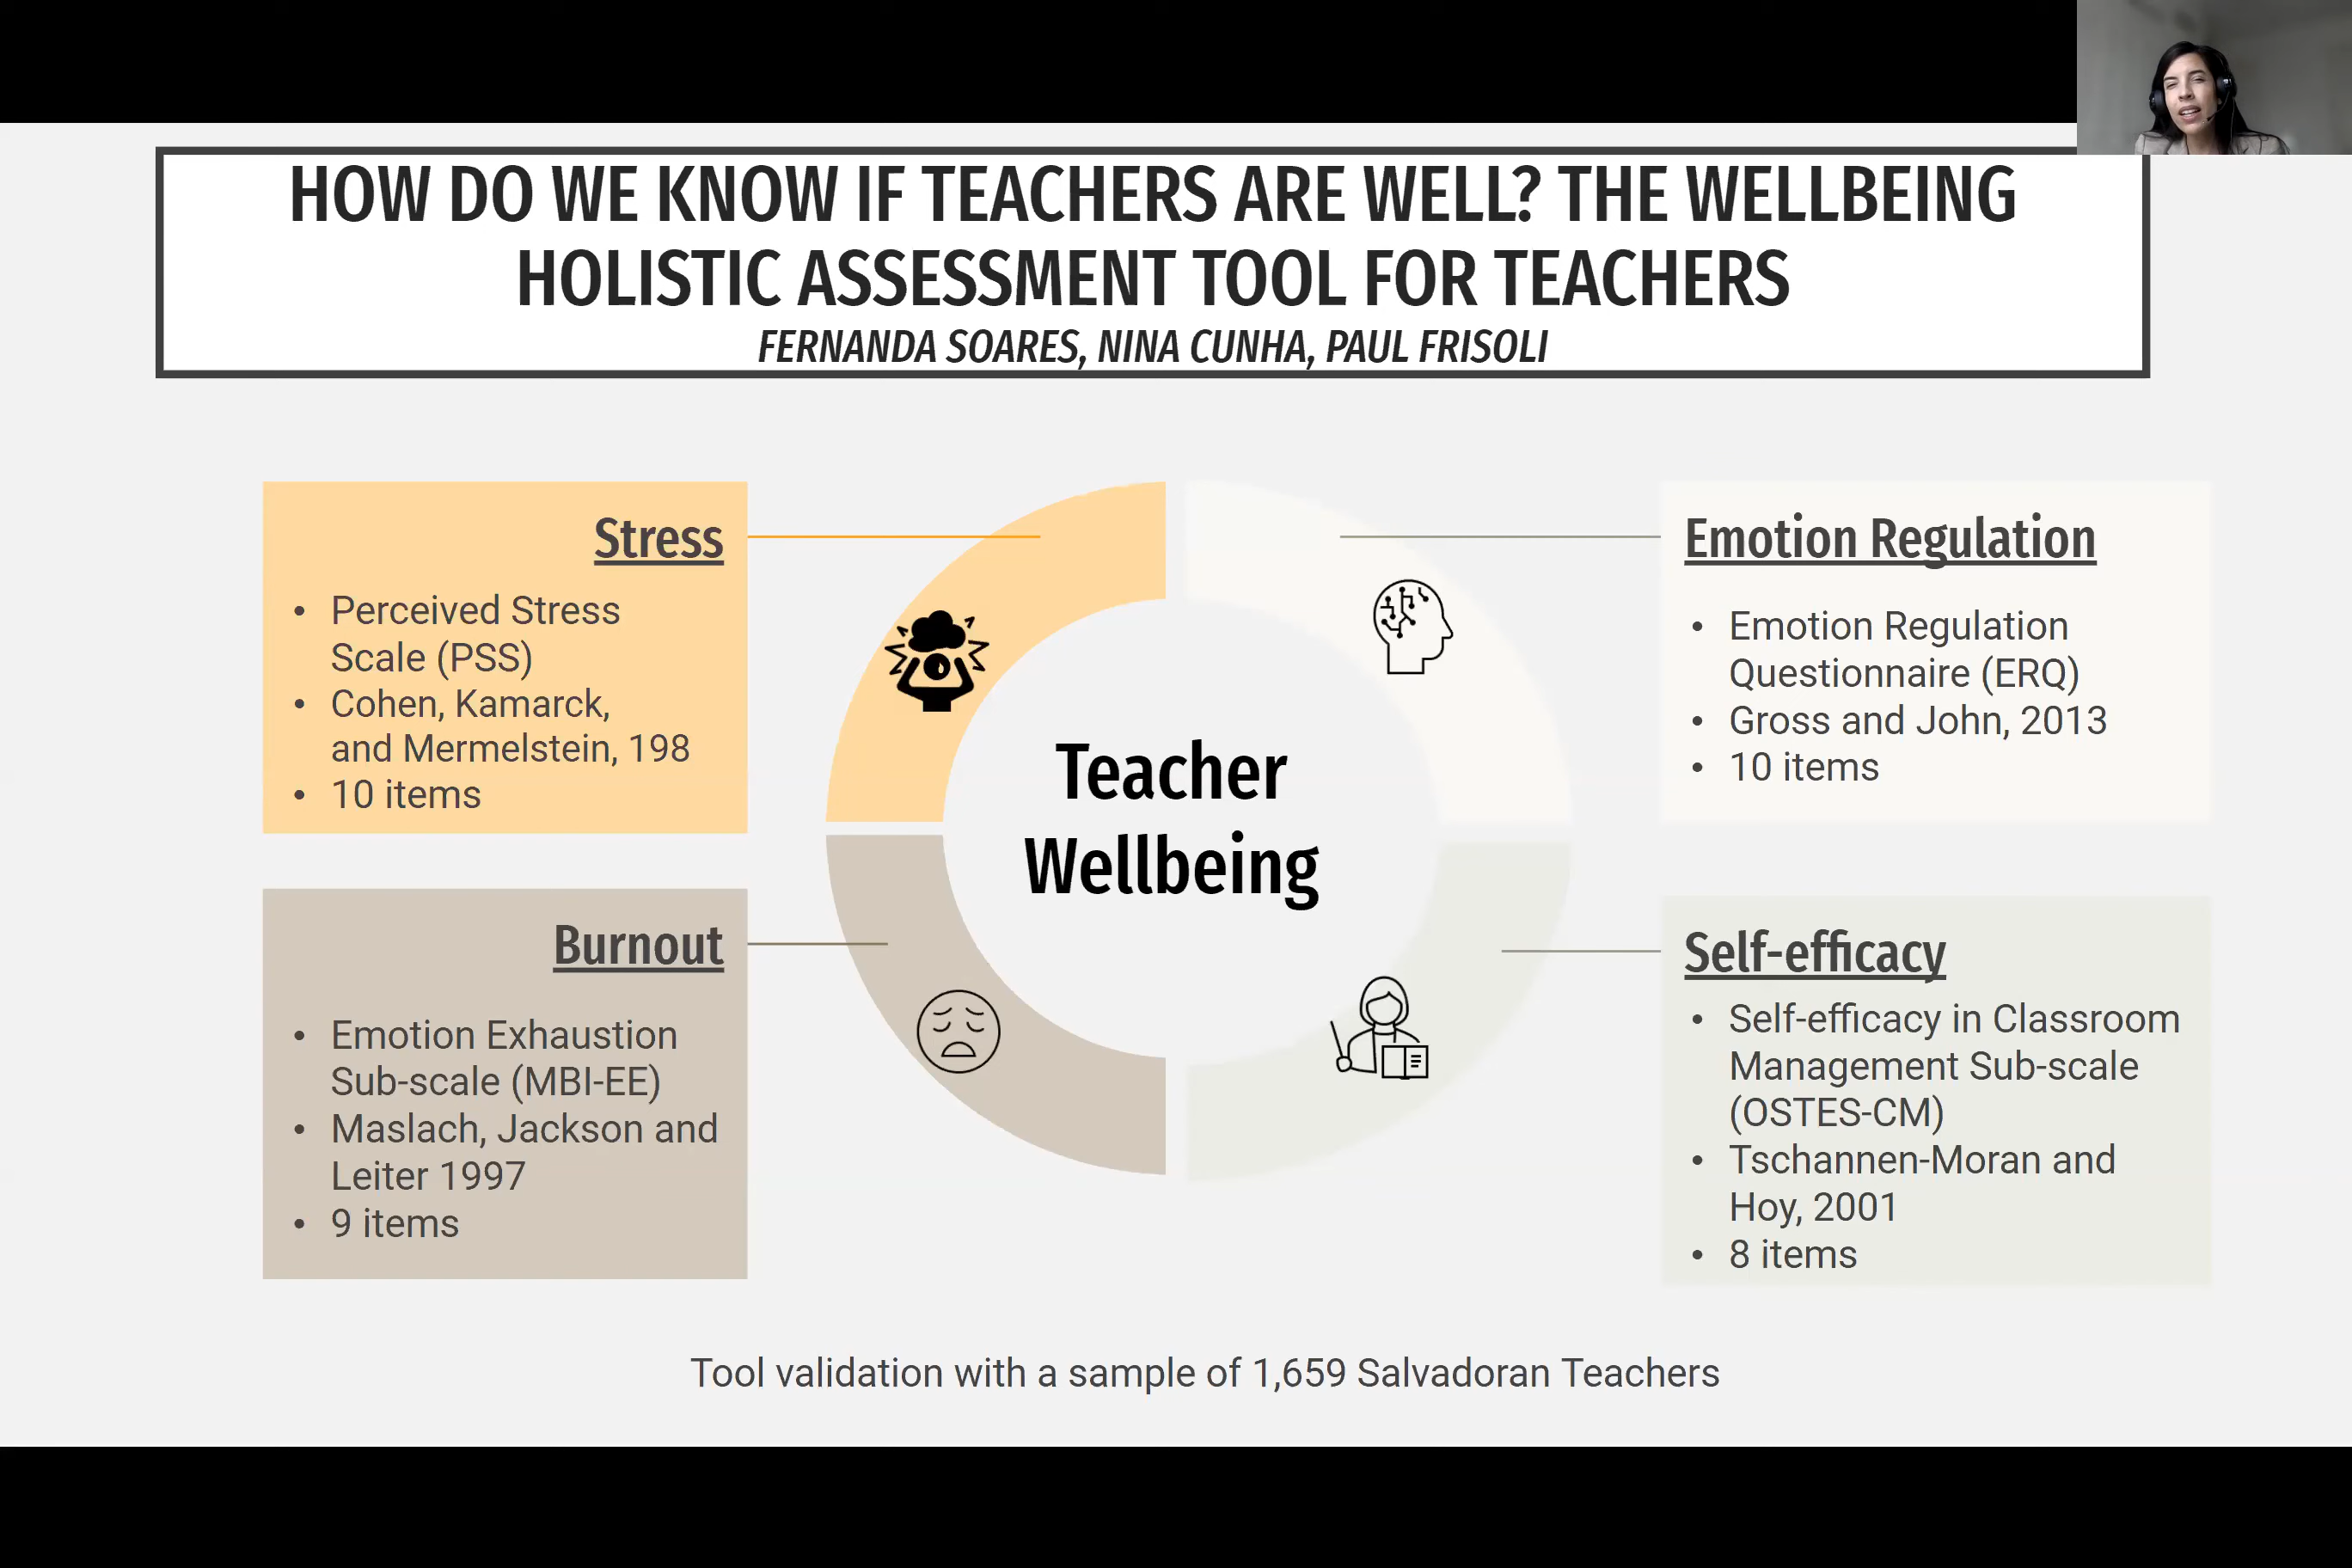 HOW DO WE KNOW IF TEACHERS ARE WELL? THE WELLBEING
HOLISTIC ASSESSMENT TOOL FOR TEACHERS
FERNANDA SOARES, NINA CUNHA, PAUL FRISOLI
Stress
• Perceived Stress
Scale (PSS)
• Cohen, Kamarck,
and Mermelstein, 198
• 10 items
Burnout
• Emotion Exhaustion
Sub-scale (MBI-EE)
• Maslach, Jackson and
Leiter 1997
• 9 items
Teacher
Wellbeing
Emotion Regulation
• Emotion Regulation
Questionnaire (ERQ)
• Gross and John, 2013
• 10 items
Self-efficacy
• Self-efficacy in Classroom
Management Sub-scale
(OSTES-CM)
• Tschannen-Moran and
Hoy, 2001
• 8 items
Tool validation with a sample of 1,659 Salvadoran Teachers